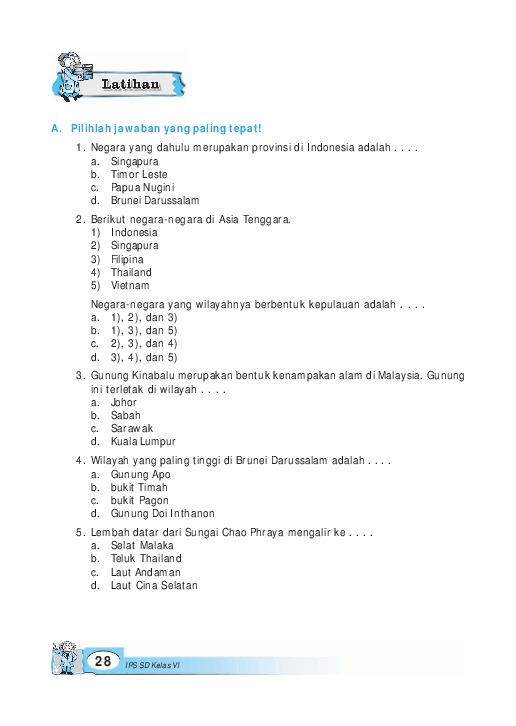 Latihan
A. Pilihlah jawaban yang paling tepat!
1. Negara yang dahulu merupakan provinsi di Indonesia adalah . . . .
a. Singapura
b. Timor Leste
c. Papua Nugini
d. Brunei Darussalam
2. Berikut negara-negara di Asia Tenggara.
1) Indonesia
2) Singapura
3) Filipina
4) Thailand
5) Vietnam
Negara-negara yang wilayahnya berbentuk kepulauan adalah . . . .
a. 1), 2), dan 3)
b. 1), 3), dan 5)
c. 2), 3), dan 4)
d. 3), 4), dan 5)
3. Gunung Kinabalu merupakan bentuk kenampakan alam di Malaysia. Gunung
ini terletak di wilayah . . . .
a. Johor
b. Sabah
c. Sarawak
d. Kuala Lumpur
4. Wilayah yang paling tinggi di Brunei Darussalam adalah . . . .
a. Gunung Apo
b. bukit Timah
c. bukit Pagon
d. Gunung Doi Inthanon
5. Lembah datar dari Sungai Chao Phraya mengalir ke . . . .
a. Selat Malaka
b. Teluk Thailand
c. Laut Andaman
d. Laut Cina Selatan
28 IPS SD Kelas VI